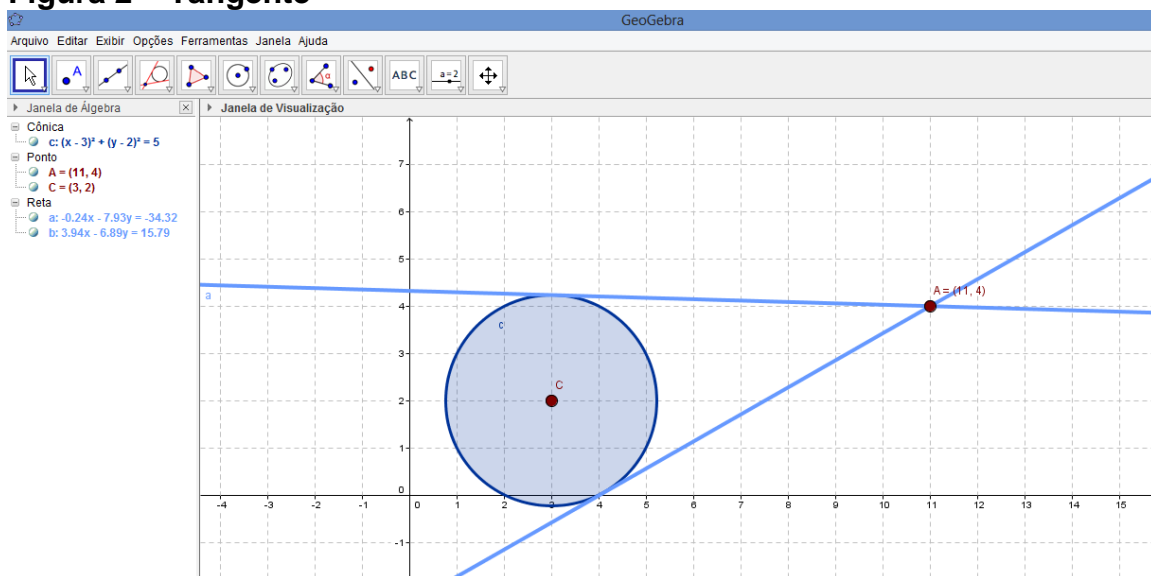 Figura 2 – Tangente
GeoGebra
Arquivo Editar Exibir Opções Ferramentas Janela Ajuda
A
α
ABC
a=2
Janela de Álgebra
Janela de Visualização
Cônica
c: (x - 3)² + (y - 2)² = 5
Ponto
A = (11, 4)
C = (3, 2)
Reta
a: -0.24x - 7.93y = -34.32
b: 3.94x - 6.89y = 15.79
7
6
5
a
4
A = (11, 4)
c
3
C
2
1
0
-4 -3 -2 -1 0 1 2 3 4 5 6 7 8 9 10 11 12 13 14 15
-1